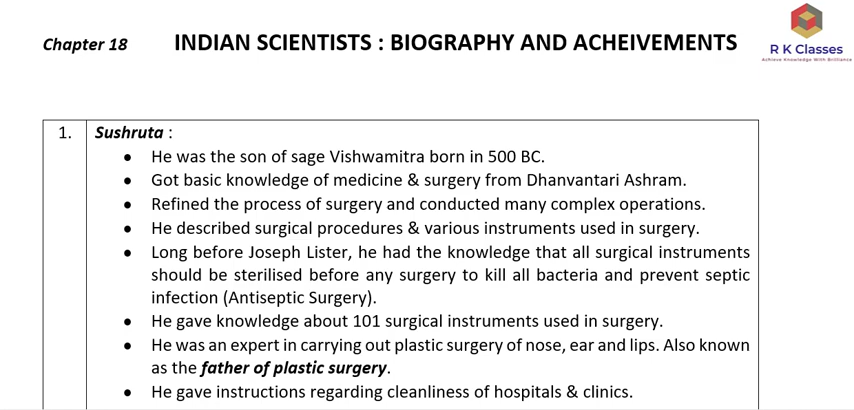 Chapter 18 INDIAN SCIENTISTS : BIOGRAPHY AND ACHEIVEMENTS
R K Classes
Achieve Knowledge With Brilliance
1. Sushruta :
• He was the son of sage Vishwamitra born in 500 BC.
• Got basic knowledge of medicine & surgery from Dhanvantari Ashram.
• Refined the process of surgery and conducted many complex operations.
• He described surgical procedures & various instruments used in surgery.
• Long before Joseph Lister, he had the knowledge that all surgical instruments
should be sterilised before any surgery to kill all bacteria and prevent septic
infection (Antiseptic Surgery).
• He gave knowledge about 101 surgical instruments used in surgery.
• He was an expert in carrying out plastic surgery of nose, ear and lips. Also known
as the father of plastic surgery.
• He gave instructions regarding cleanliness of hospitals & clinics.